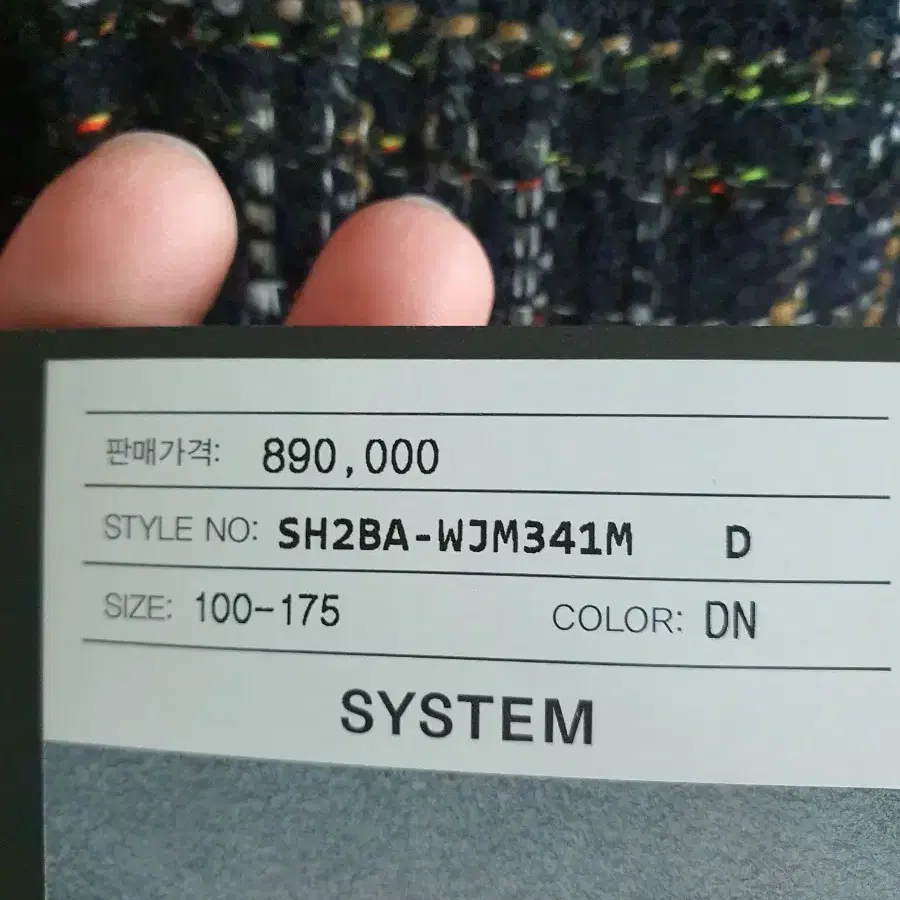 판매가격: 890,000
STYLE NO: SH2BA-WJM341M D
SIZE: 100-175 COLOR: DN
SYSTEM